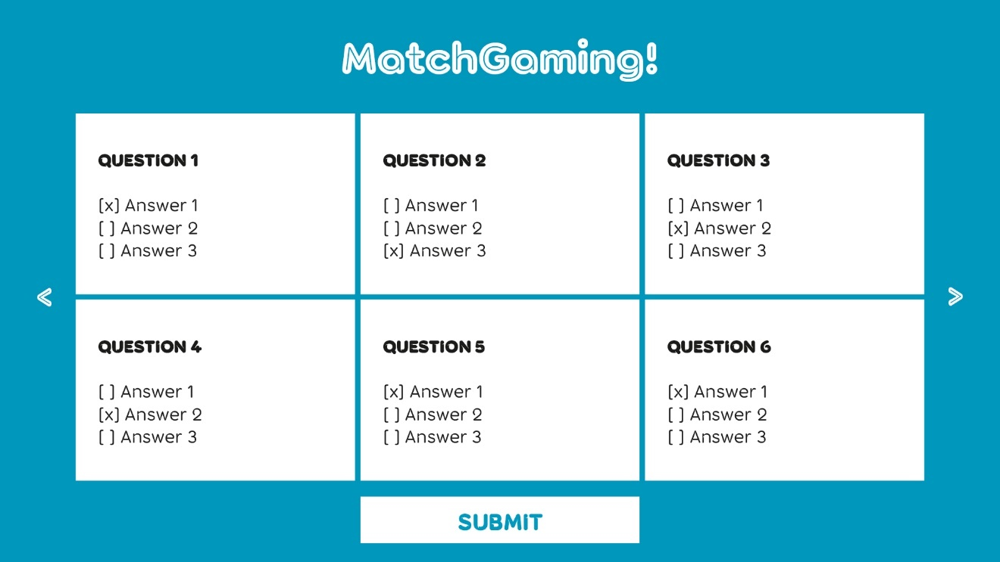 MatchGaming!
QUESTION 1
[x] Answer 1
[ ] Answer 2
[ ] Answer 3
QUESTION 2
[ ] Answer 1
[ ] Answer 2
[x] Answer 3
QUESTION 3
[ ] Answer 1
[x] Answer 2
[ ] Answer 3
<
>
QUESTION 4
[ ] Answer 1
[x] Answer 2
[ ] Answer 3
QUESTION 5
[x] Answer 1
[ ] Answer 2
[ ] Answer 3
QUESTION 6
[x] Answer 1
[ ] Answer 2
[ ] Answer 3
SUBMIT